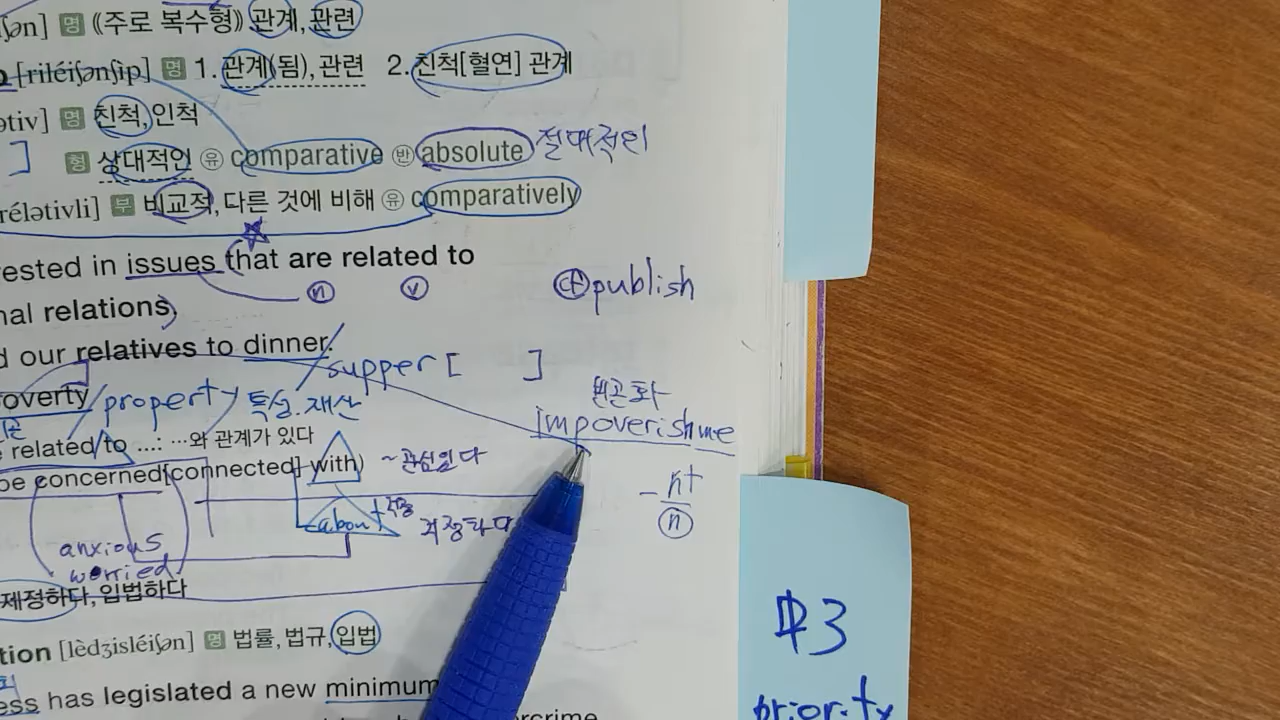 ʃən] 명 ((주로 복수형)) 관계, 관련
[riléiʃənʃip] 명 1. 관계(됨), 관련 2. 친척[혈연] 관계
ətiv] 명 친척, 인척
] 형 상대적인 유 comparative 반 absolute 절대적인
rélətivli] 부 비교적, 다른 것에 비해 유 comparatively
rested in issues that are related to
nal relations
n v cf publish
d our relatives to dinner.
supper [ ]
overty / property 특성. 재산
빈곤화
impoverishme
e related to ...: ···와 관계가 있다
be concerned[connected] with) ~관심있다
-nt
n
about 걱정 걱정하다
anxious
worried
제정하다, 입법하다
tion [lèdʒisléiʃən] 명 법률, 법규, 입법
ess has legislated a new minimum
rcrime
3
priority